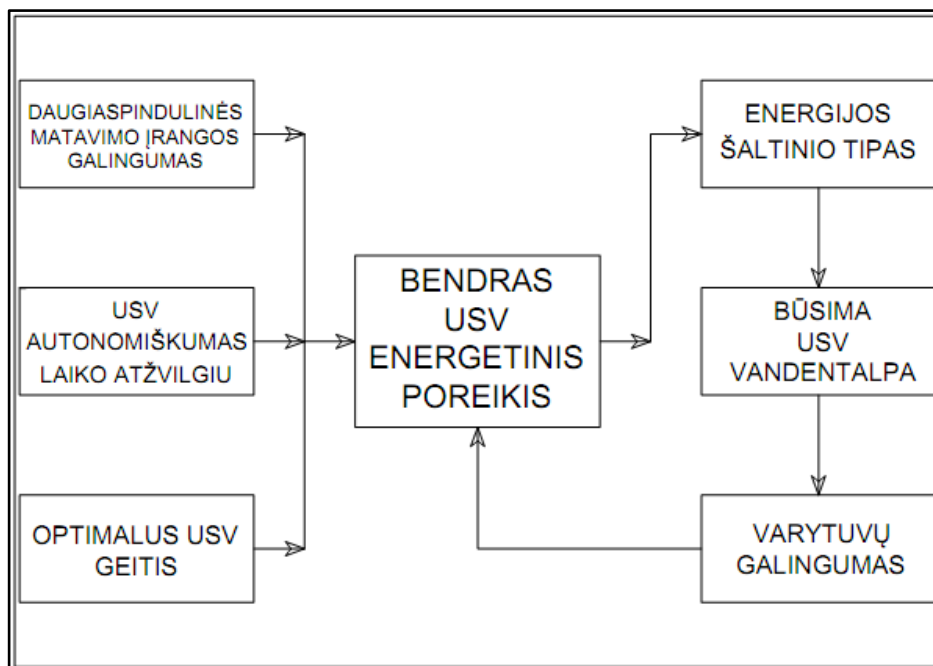 DAUGIASPINDULINĖS
MATAVIMO ĮRANGOS
GALINGUMAS
USV
AUTONOMIŠKUMAS
LAIKO ATŽVILGIU
OPTIMALUS USV
GEITIS
BENDRAS
USV
ENERGETINIS
POREIKIS
ENERGIJOS
ŠALTINIO TIPAS
BŪSIMA
USV
VANDENTALPA
VARYTUVŲ
GALINGUMAS